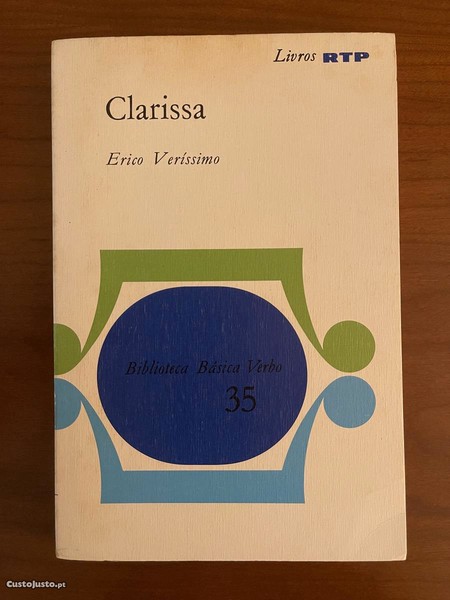 Livros RTP
Clarissa
Erico Veríssimo
Biblioteca Básica Verbo
35
CustoJusto.pt